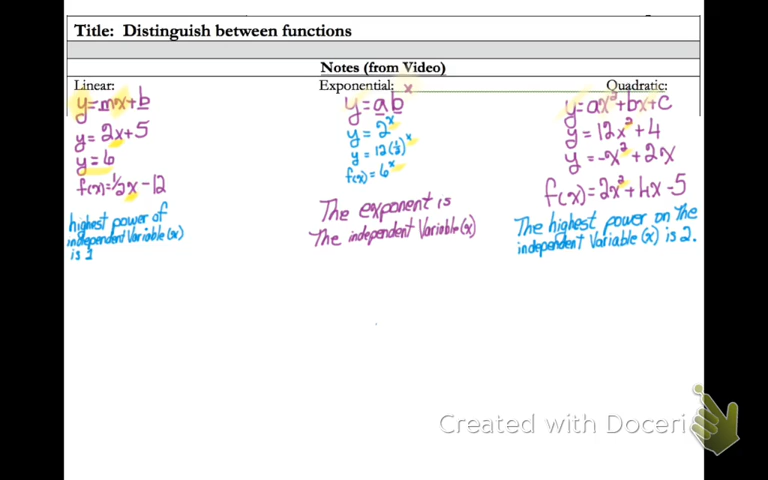 Title: Distinguish between functions
Notes (from Video)
Linear:
y=mx+b
y=2x+5
y=6
f(x)=½x-12
highest power of
independent Variable(x)
is 1
Exponential:
y=ab^x
y=2^x
y=12(½)^x
f(x)=6^x
The exponent is
The independent Variable(x)
Quadratic:
y=ax²+bx+c
y=12x²+4
y=-x²+2x
f(x)=2x²+4x-5
The highest power on The
independent Variable (x) is 2.
Created with Doceri